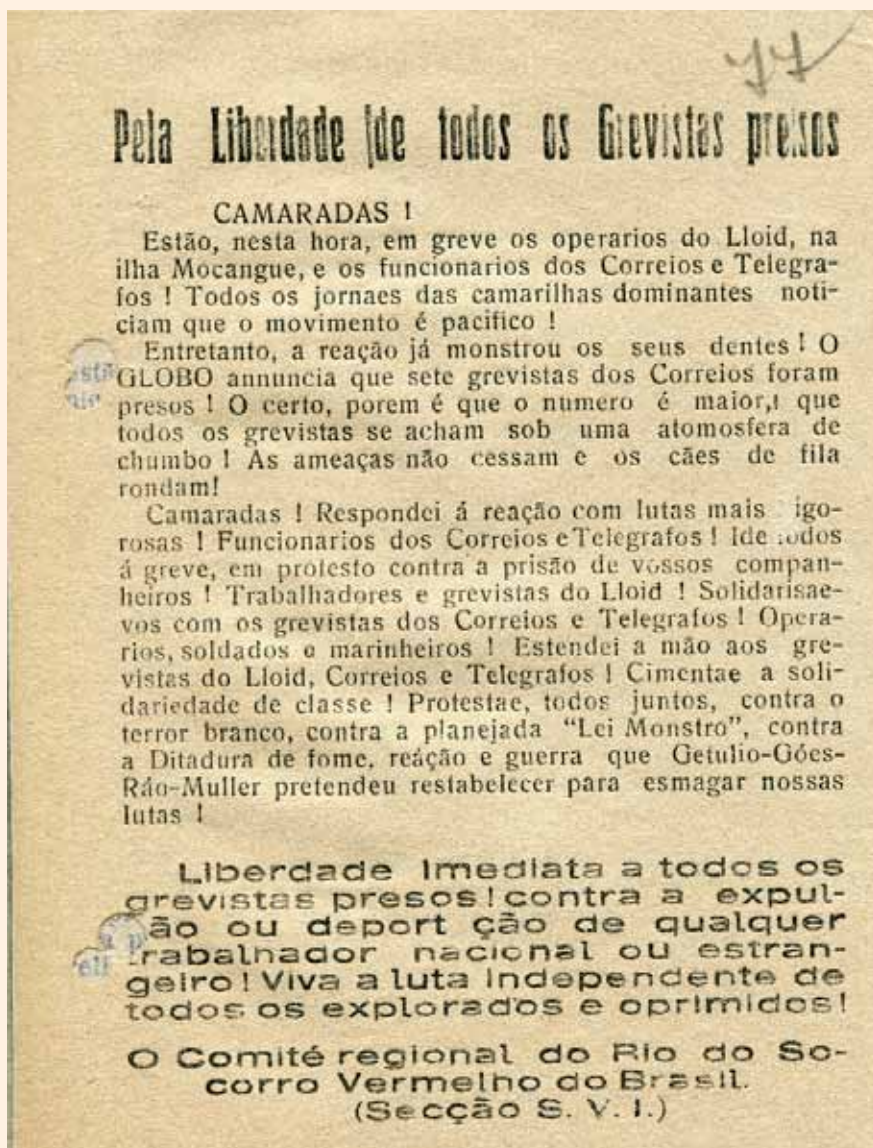 77
Pela Liberdade de todos os Grevistas presos
CAMARADAS !
Estão, nesta hora, em greve os operarios do Lloid, na
ilha Mocangue, e os funcionarios dos Correios e Telegra-
fos ! Todos os jornaes das camarilhas dominantes noti-
ciam que o movimento é pacifico !
Entretanto, a reação já monstrou os seus dentes ! O
GLOBO annuncia que sete grevistas dos Correios foram
presos ! O certo, porem é que o numero é maior, que
todos os grevistas se acham sob uma atomosfera de
chumbo ! As ameaças não cessam e os cães de fila
rondam!
Camaradas ! Respondei á reação com lutas mais igo-
rosas ! Funcionarios dos Correios e Telegrafos ! Ide todos
á greve, em protesto contra a prisão de vossos compan-
heiros ! Trabalhadores e grevistas do Lloid ! Solidarisae-
vos com os grevistas dos Correios e Telegrafos ! Opera-
rios, soldados e marinheiros ! Estendei a mão aos gre-
vistas do Lloid, Correios e Telegrafos ! Cimentae a soli-
dariedade de classe ! Protestae, todos juntos, contra o
terror branco, contra a planejada “Lei Monstro”, contra
a Ditadura de fome, reáção e guerra que Getulio-Góes-
Ráo-Muller pretendeu restabelecer para esmagar nossas
lutas !
Liberdade Imediata a todos os
grevistas presos! contra a expul-
ão ou deport ção de qualquer
trabalhador nacional ou estran-
geiro! Viva a luta independente de
todos os explorados e oprimidos!
O Comité regional do Rio do So-
corro Vermelho do Brasil.
(Secção S. V. I.)